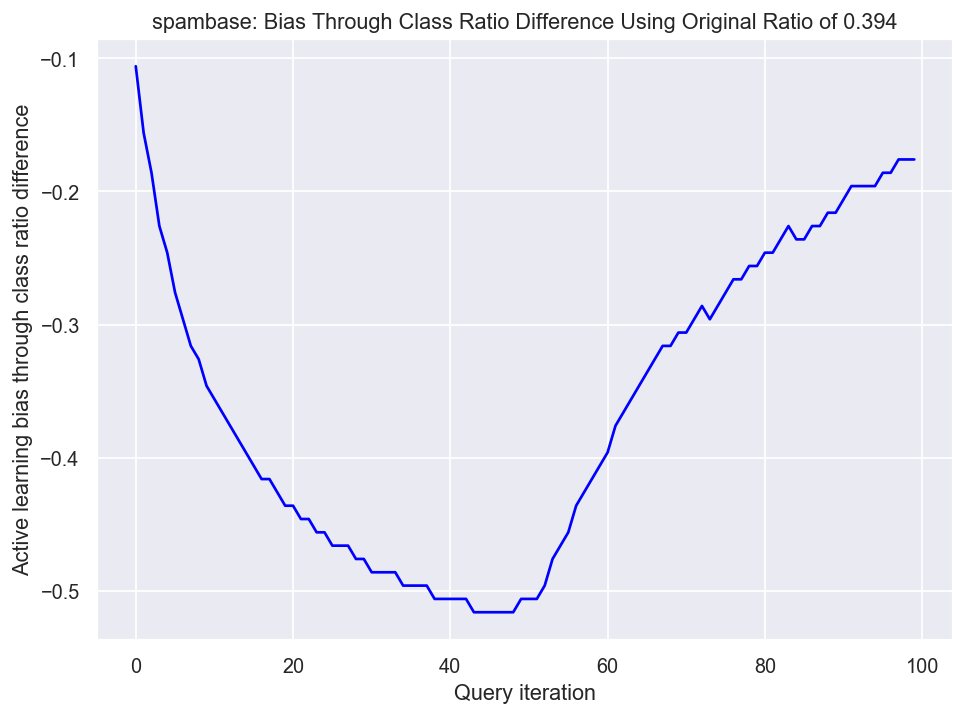 spambase: Bias Through Class Ratio Difference Using Original Ratio of 0.394
Active learning bias through class ratio difference
−0.1
−0.2
−0.3
−0.4
−0.5
0 20 40 60 80 100
Query iteration